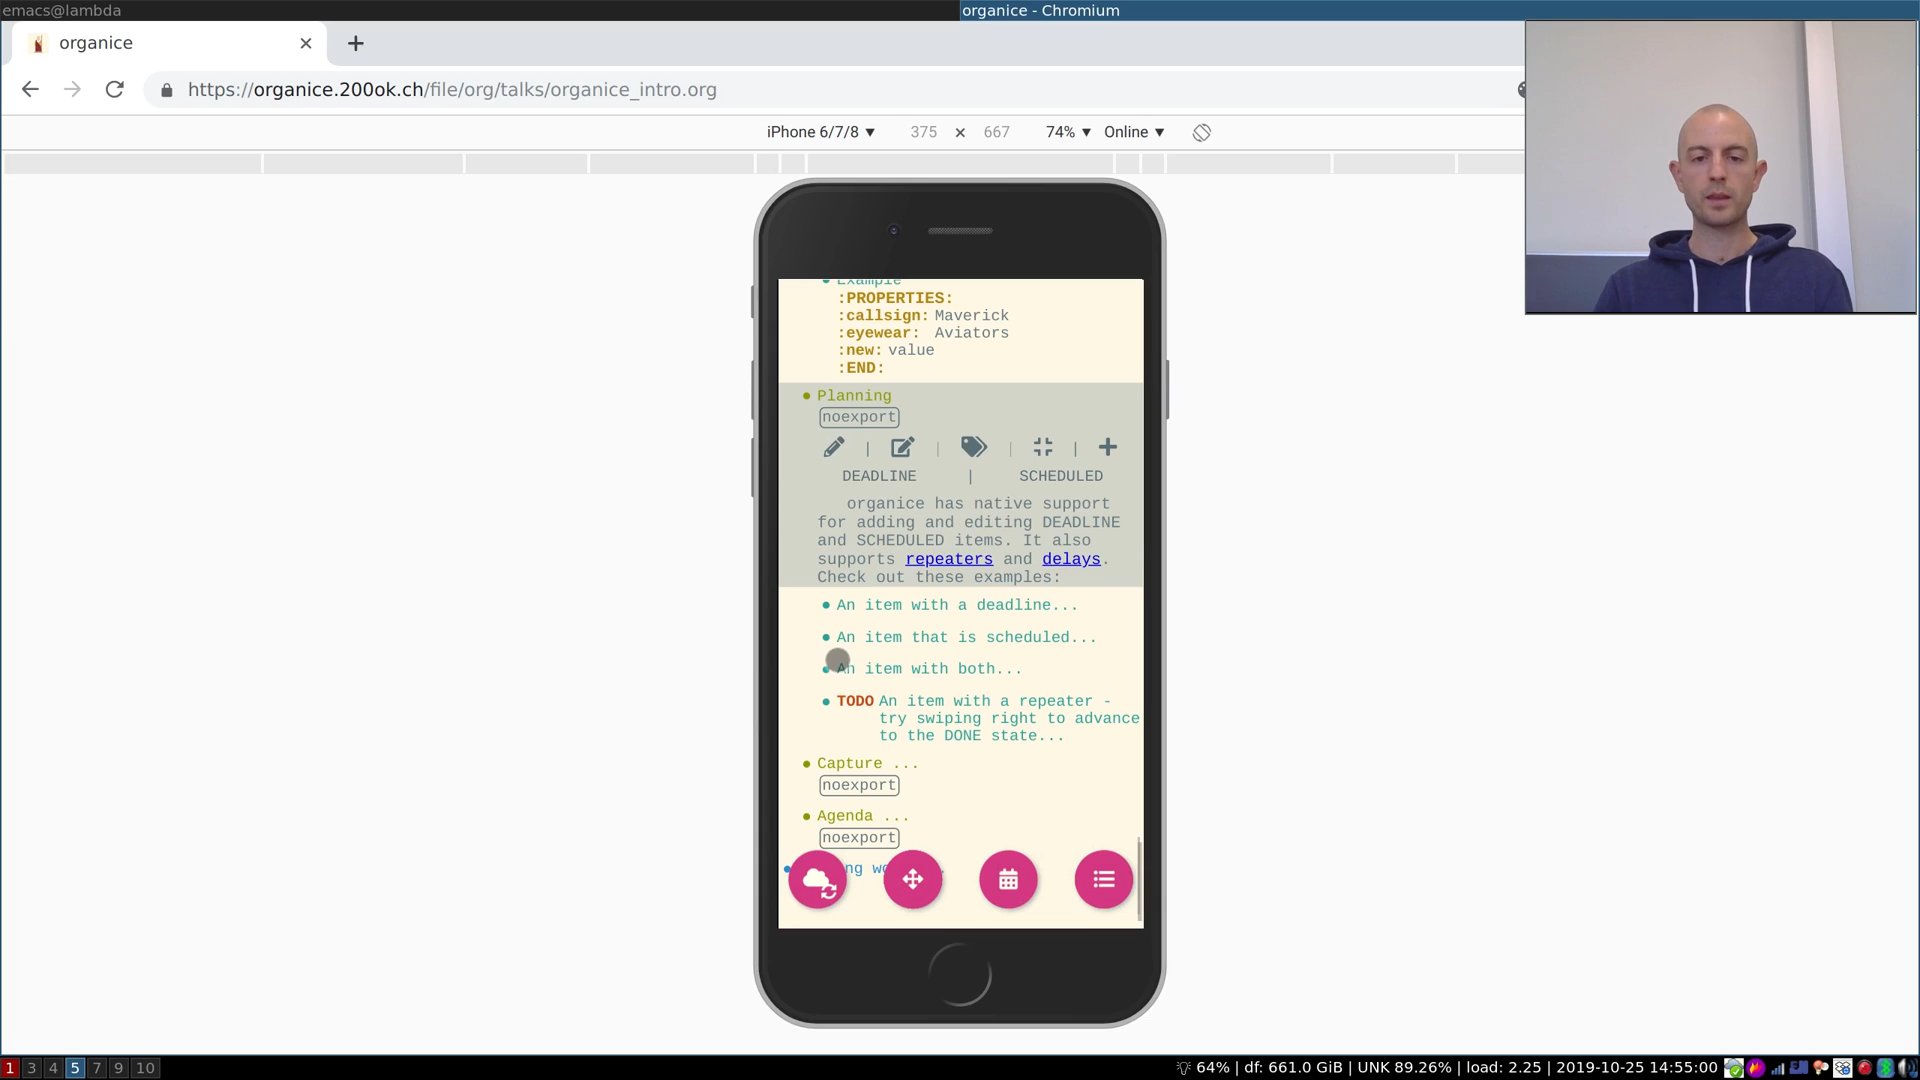 emacs@lambda
organice - Chromium
organice
https://organice.200ok.ch/file/org/talks/organice_intro.org
iPhone 6/7/8 ▼ 375 × 667 74% ▼ Online ▼
Example
:PROPERTIES:
:callsign: Maverick
:eyewear: Aviators
:new: value
:END:
Planning
noexport
DEADLINE | SCHEDULED
organice has native support
for adding and editing DEADLINE
and SCHEDULED items. It also
supports repeaters and delays.
Check out these examples:
An item with a deadline...
An item that is scheduled...
An item with both...
TODO An item with a repeater -
try swiping right to advance
to the DONE state...
Capture ...
noexport
Agenda ...
noexport
1 3 4 5 7 9 10
64% | df: 661.0 GiB | UNK 89.26% | load: 2.25 | 2019-10-25 14:55:00